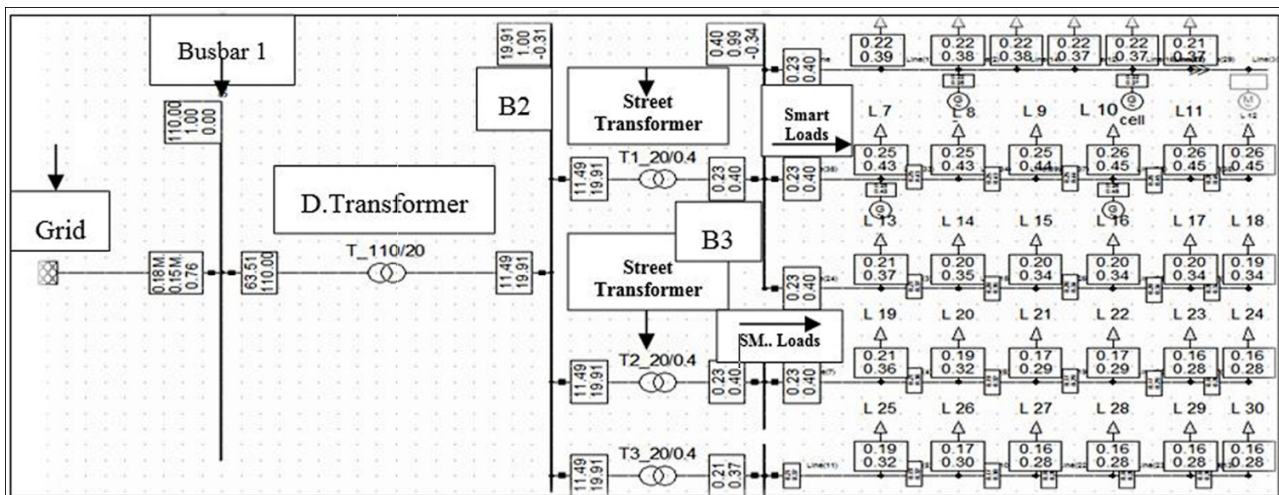 Busbar 1
19.91
1.00
-0.31
0.40
0.99
-0.34
0.22
0.39
0.22
0.38
0.22
0.38
0.22
0.37
0.22
0.37
0.21
0.37
0.23
0.40
B2
Street
Transformer
Smart
Loads
L 7
L 8
L 9
L 10
cell
L11
110.00
1.00
0.00
T1_20/0.4
11.49
19.91
0.23
0.40
0.23
0.40
0.25
0.43
0.25
0.43
0.25
0.44
0.26
0.45
0.26
0.45
0.26
0.45
Grid
D.Transformer
B3
L 13
L 14
L 15
L 16
L 17
L 18
T_110/20
0.18M.
0.15M.
0.76
63.51
110.00
11.49
19.91
Street
Transformer
0.23
0.40
0.21
0.37
0.20
0.35
0.20
0.34
0.20
0.34
0.20
0.34
0.19
0.34
SM.. Loads
L 19
L 20
L 21
L 22
L 23
L 24
T2_20/0.4
11.49
19.91
0.23
0.40
0.23
0.40
0.21
0.36
0.19
0.32
0.17
0.29
0.17
0.29
0.16
0.28
0.16
0.28
L 25
L 26
L 27
L 28
L 29
L 30
T3_20/0.4
11.49
19.91
0.21
0.37
Line(11)
0.19
0.32
0.17
0.30
0.16
0.28
0.16
0.28
0.16
0.28
0.16
0.28